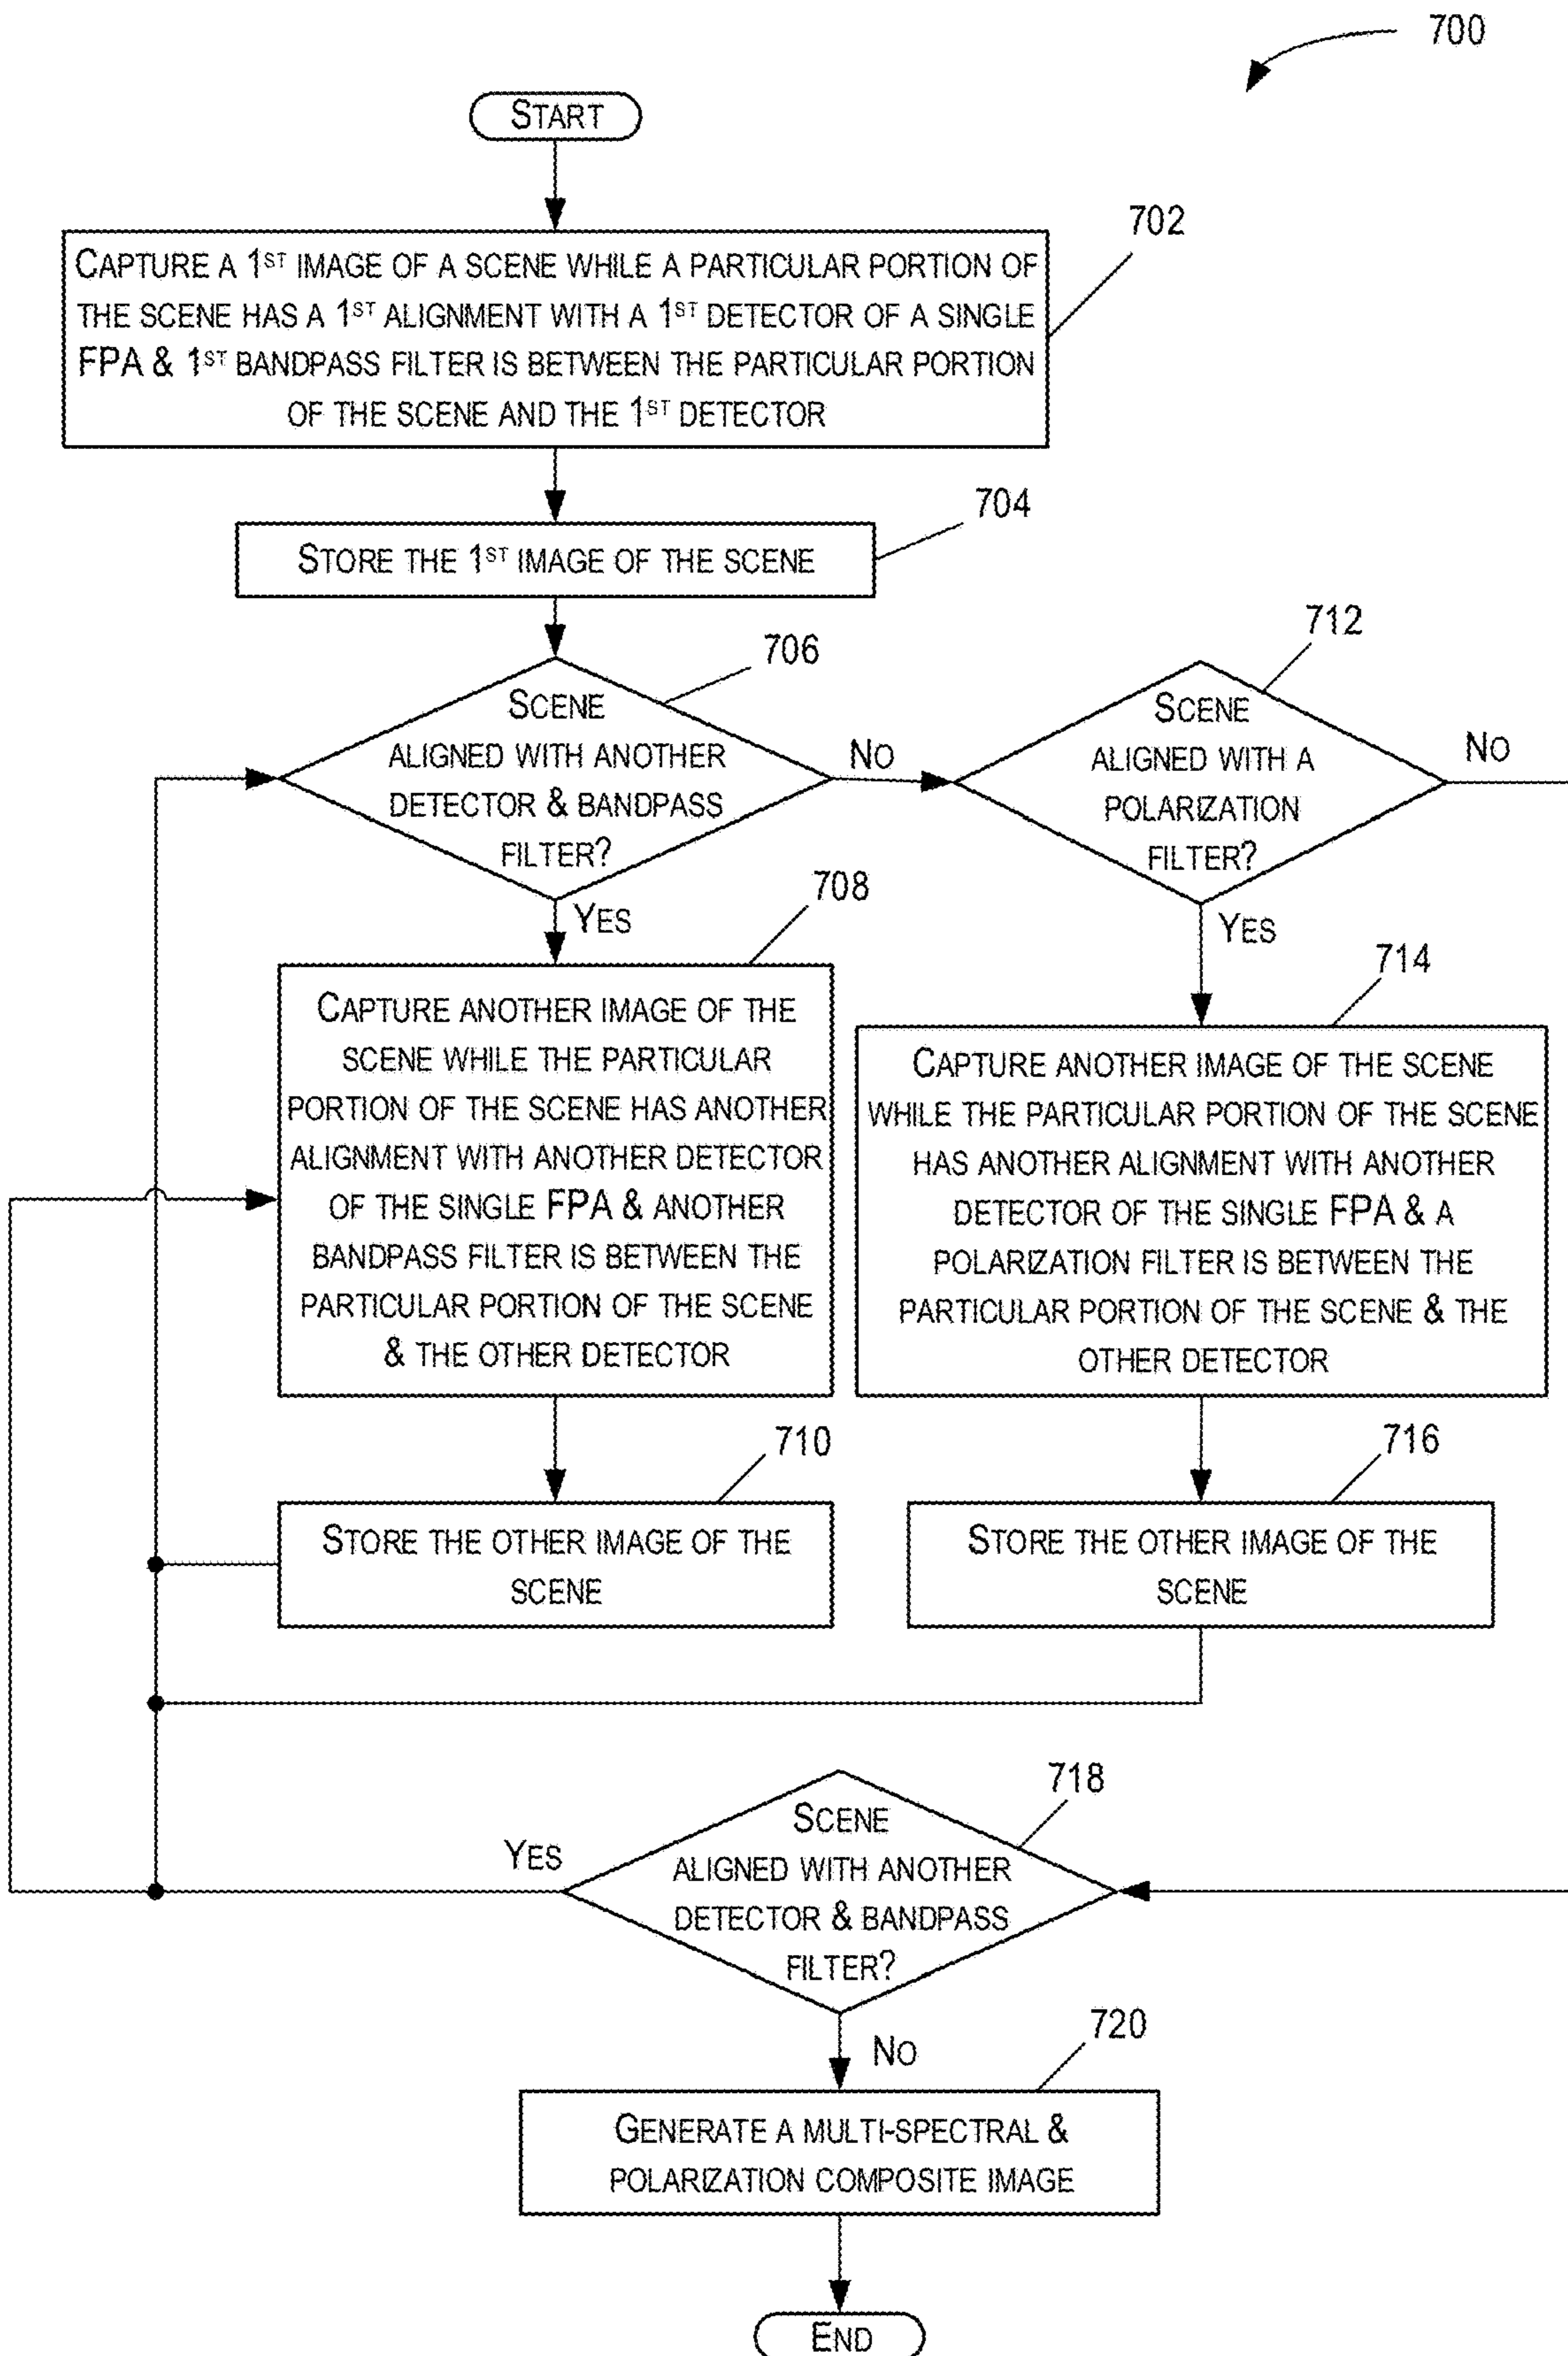 700
START
702
CAPTURE A 1ST IMAGE OF A SCENE WHILE A PARTICULAR PORTION OF
THE SCENE HAS A 1ST ALIGNMENT WITH A 1ST DETECTOR OF A SINGLE
FPA & 1ST BANDPASS FILTER IS BETWEEN THE PARTICULAR PORTION
OF THE SCENE AND THE 1ST DETECTOR
704
STORE THE 1ST IMAGE OF THE SCENE
706
SCENE
ALIGNED WITH ANOTHER
DETECTOR & BANDPASS
FILTER?
NO
YES
712
SCENE
ALIGNED WITH A
POLARIZATION
FILTER?
NO
YES
708
CAPTURE ANOTHER IMAGE OF THE
SCENE WHILE THE PARTICULAR
PORTION OF THE SCENE HAS ANOTHER
ALIGNMENT WITH ANOTHER DETECTOR
OF THE SINGLE FPA & ANOTHER
BANDPASS FILTER IS BETWEEN THE
PARTICULAR PORTION OF THE SCENE
& THE OTHER DETECTOR
714
CAPTURE ANOTHER IMAGE OF THE SCENE
WHILE THE PARTICULAR PORTION OF THE SCENE
HAS ANOTHER ALIGNMENT WITH ANOTHER
DETECTOR OF THE SINGLE FPA & A
POLARIZATION FILTER IS BETWEEN THE
PARTICULAR PORTION OF THE SCENE & THE
OTHER DETECTOR
710
STORE THE OTHER IMAGE OF THE
SCENE
716
STORE THE OTHER IMAGE OF THE
SCENE
718
SCENE
ALIGNED WITH ANOTHER
DETECTOR & BANDPASS
FILTER?
YES
NO
720
GENERATE A MULTI-SPECTRAL &
POLARIZATION COMPOSITE IMAGE
END